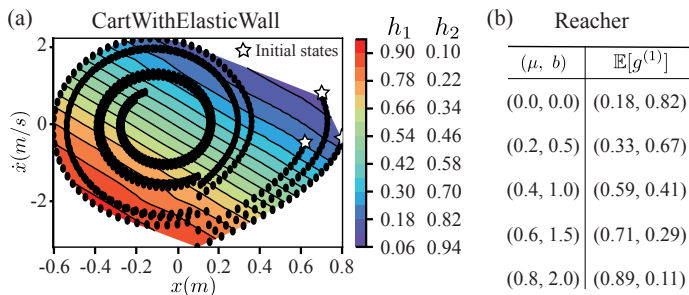 (a) CartWithElasticWall
h₁ h₂
☆ Initial states
ẋ(m/s)
2
0
-2
-0.6 -0.4 -0.2 0 0.2 0.4 0.6 0.8
x(m)
0.90 0.10
0.78 0.22
0.66 0.34
0.54 0.46
0.42 0.58
0.30 0.70
0.18 0.82
0.06 0.94
(b) Reacher
(μ, b) 𝔼[g⁽¹⁾]
(0.0, 0.0) (0.18, 0.82)
(0.2, 0.5) (0.33, 0.67)
(0.4, 1.0) (0.59, 0.41)
(0.6, 1.5) (0.71, 0.29)
(0.8, 2.0) (0.89, 0.11)